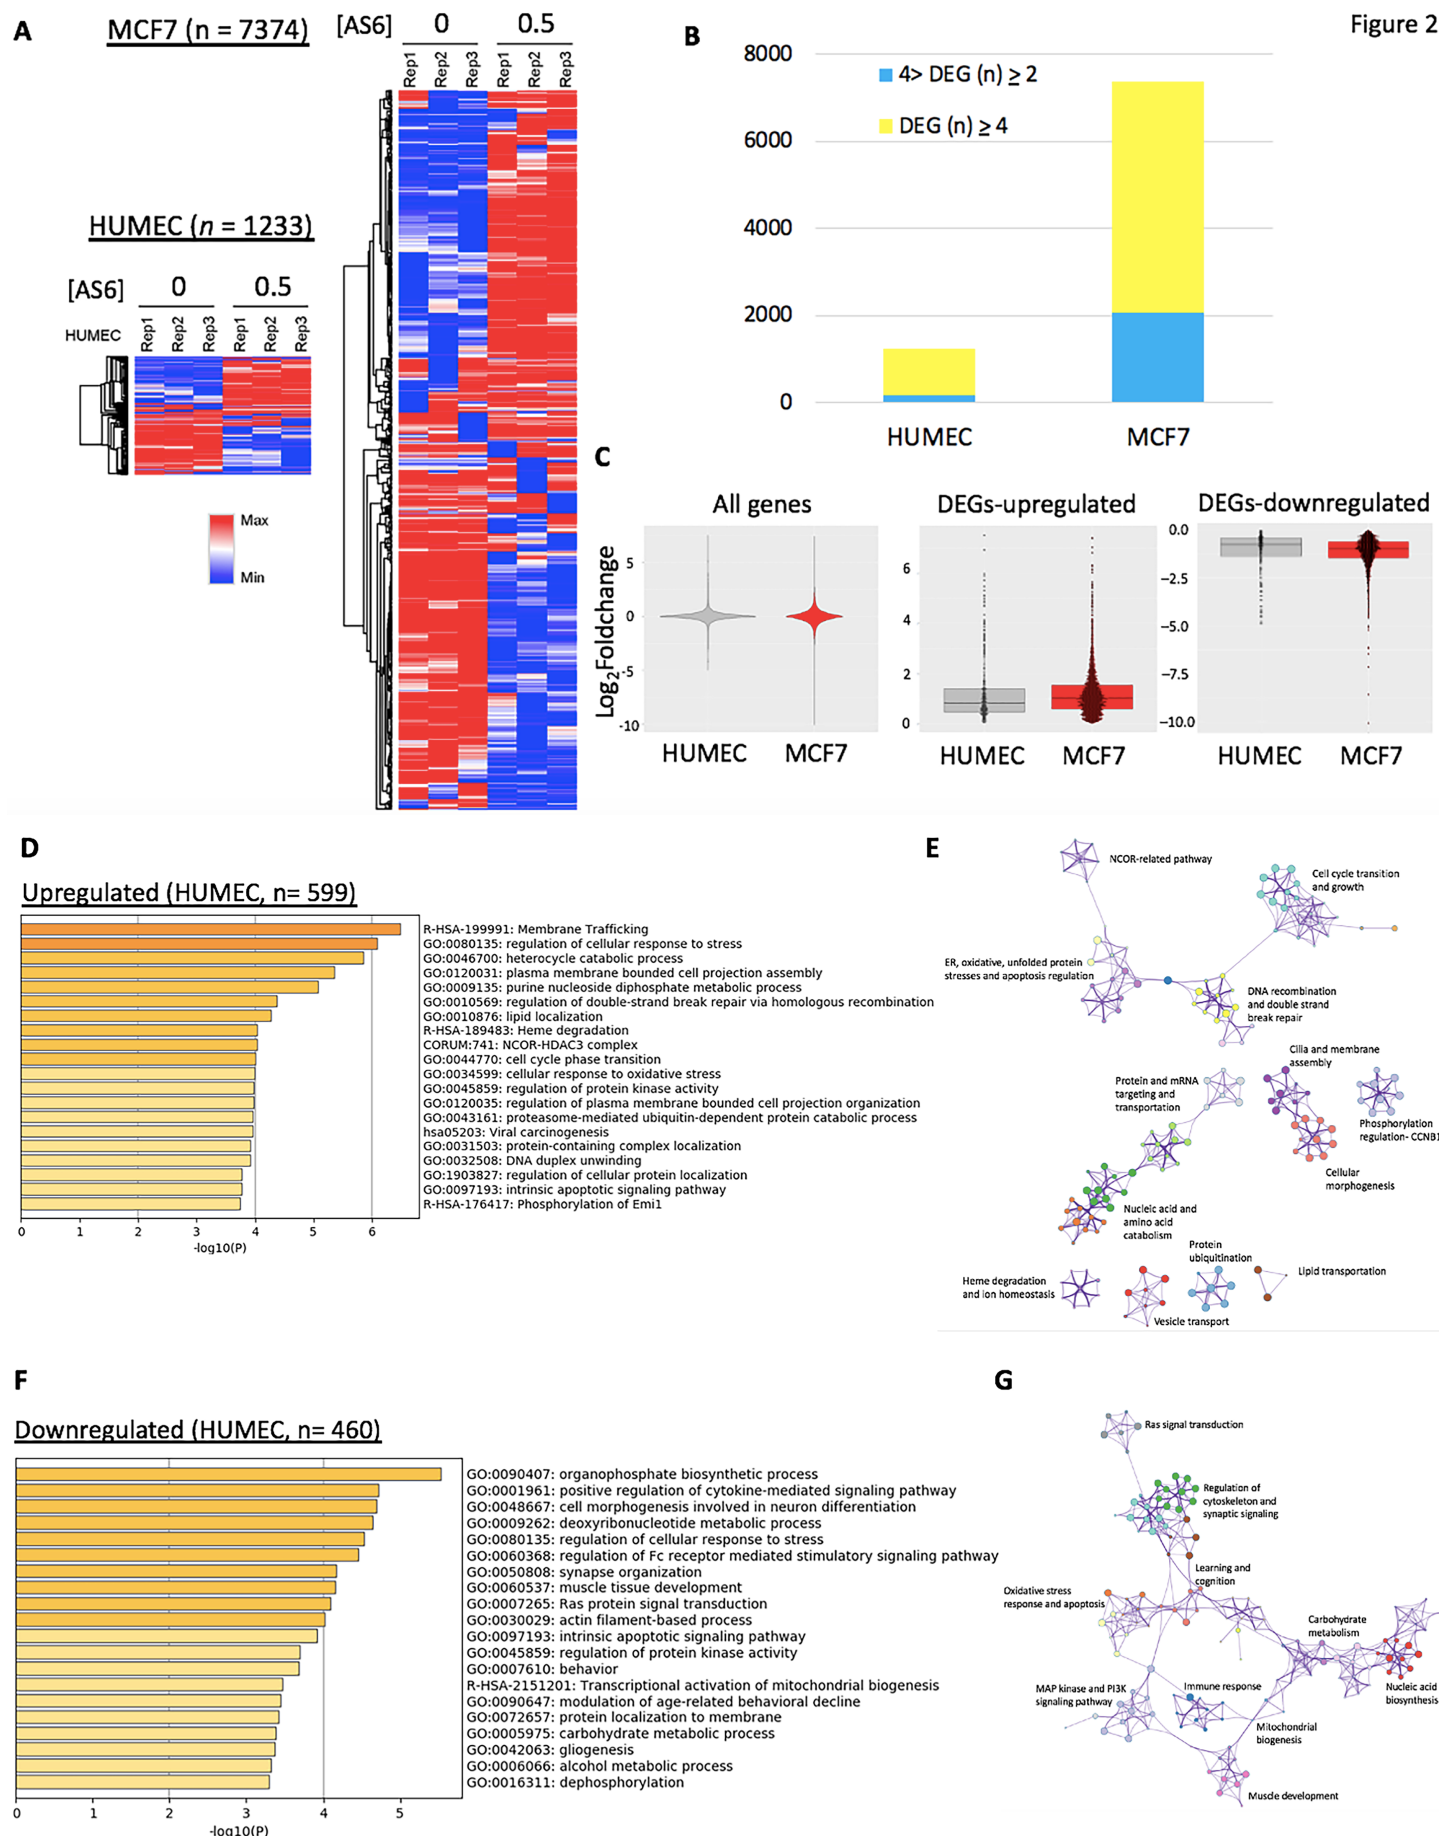 Figure 2
A
MCF7 (n = 7374)
[AS6]
0
0.5
Rep1
Rep2
Rep3
Rep1
Rep2
Rep3
HUMEC (n = 1233)
[AS6]
0
0.5
HUMEC
Rep1
Rep2
Rep3
Rep1
Rep2
Rep3
Max
Min
B
8000
6000
4000
2000
0
4> DEG (n) ≥ 2
DEG (n) ≥ 4
HUMEC
MCF7
C
Log2Foldchange
All genes
5
0
-5
-10
HUMEC
MCF7
DEGs-upregulated
6
4
2
0
HUMEC
MCF7
DEGs-downregulated
0.0
−2.5
−5.0
−7.5
−10.0
HUMEC
MCF7
D
Upregulated (HUMEC, n= 599)
R-HSA-199991: Membrane Trafficking
GO:0080135: regulation of cellular response to stress
GO:0046700: heterocycle catabolic process
GO:0120031: plasma membrane bounded cell projection assembly
GO:0009135: purine nucleoside diphosphate metabolic process
GO:0010569: regulation of double-strand break repair via homologous recombination
GO:0010876: lipid localization
R-HSA-189483: Heme degradation
CORUM:741: NCOR-HDAC3 complex
GO:0044770: cell cycle phase transition
GO:0034599: cellular response to oxidative stress
GO:0045859: regulation of protein kinase activity
GO:0120035: regulation of plasma membrane bounded cell projection organization
GO:0043161: proteasome-mediated ubiquitin-dependent protein catabolic process
hsa05203: Viral carcinogenesis
GO:0031503: protein-containing complex localization
GO:0032508: DNA duplex unwinding
GO:1903827: regulation of cellular protein localization
GO:0097193: intrinsic apoptotic signaling pathway
R-HSA-176417: Phosphorylation of Emi1
0 1 2 3 4 5 6
-log10(P)
E
NCOR-related pathway
Cell cycle transition
and growth
ER, oxidative, unfolded protein
stresses and apoptosis regulation
DNA recombination
and double strand
break repair
Cilia and membrane
assembly
Protein and mRNA
targeting and
transportation
Phosphorylation
regulation- CCNB1
Cellular
morphogenesis
Nucleic acid and
amino acid
catabolism
Protein
ubiquitination
Lipid transportation
Heme degradation
and ion homeostasis
Vesicle transport
F
Downregulated (HUMEC, n= 460)
GO:0090407: organophosphate biosynthetic process
GO:0001961: positive regulation of cytokine-mediated signaling pathway
GO:0048667: cell morphogenesis involved in neuron differentiation
GO:0009262: deoxyribonucleotide metabolic process
GO:0080135: regulation of cellular response to stress
GO:0060368: regulation of Fc receptor mediated stimulatory signaling pathway
GO:0050808: synapse organization
GO:0060537: muscle tissue development
GO:0007265: Ras protein signal transduction
GO:0030029: actin filament-based process
GO:0097193: intrinsic apoptotic signaling pathway
GO:0045859: regulation of protein kinase activity
GO:0007610: behavior
R-HSA-2151201: Transcriptional activation of mitochondrial biogenesis
GO:0090647: modulation of age-related behavioral decline
GO:0072657: protein localization to membrane
GO:0005975: carbohydrate metabolic process
GO:0042063: gliogenesis
GO:0006066: alcohol metabolic process
GO:0016311: dephosphorylation
0 1 2 3 4 5
-log10(P)
G
Ras signal transduction
Regulation of
cytoskeleton and
synaptic signaling
Learning and
cognition
Oxidative stress
response and apoptosis
Carbohydrate
metabolism
Nucleic acid
biosynthesis
MAP kinase and PI3K
signaling pathway
Immune response
Mitochondrial
biogenesis
Muscle development